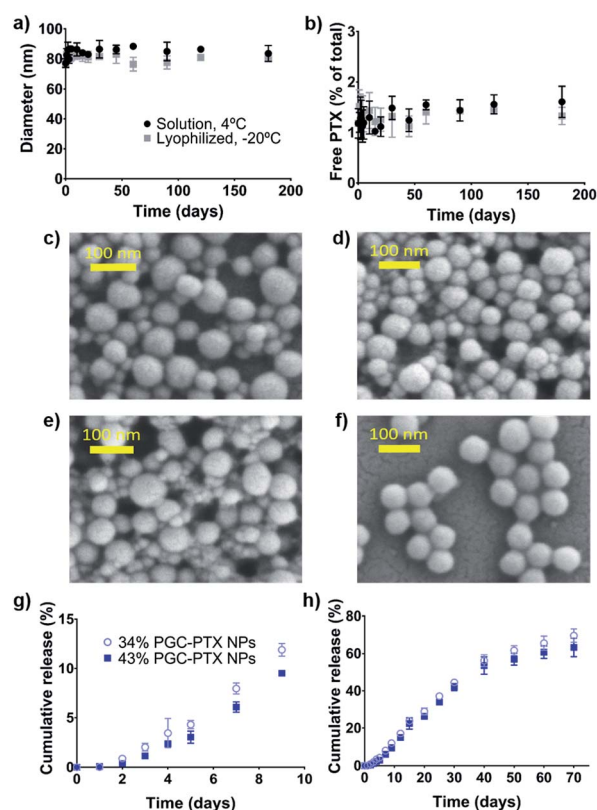 a)
100
80
60
40
20
0
Diameter (nm)
Solution, 4ºC
Lyophilized, -20ºC
0 50 100 150 200
Time (days)
b)
3
2
1
0
Free PTX (% of total)
0 50 100 150 200
Time (days)
c)
100 nm
d)
100 nm
e)
100 nm
f)
100 nm
g)
15
10
5
0
Cumulative release (%)
34% PGC-PTX NPs
43% PGC-PTX NPs
0 2 4 6 8 10
Time (days)
h)
80
60
40
20
0
Cumulative release (%)
0 10 20 30 40 50 60 70
Time (days)